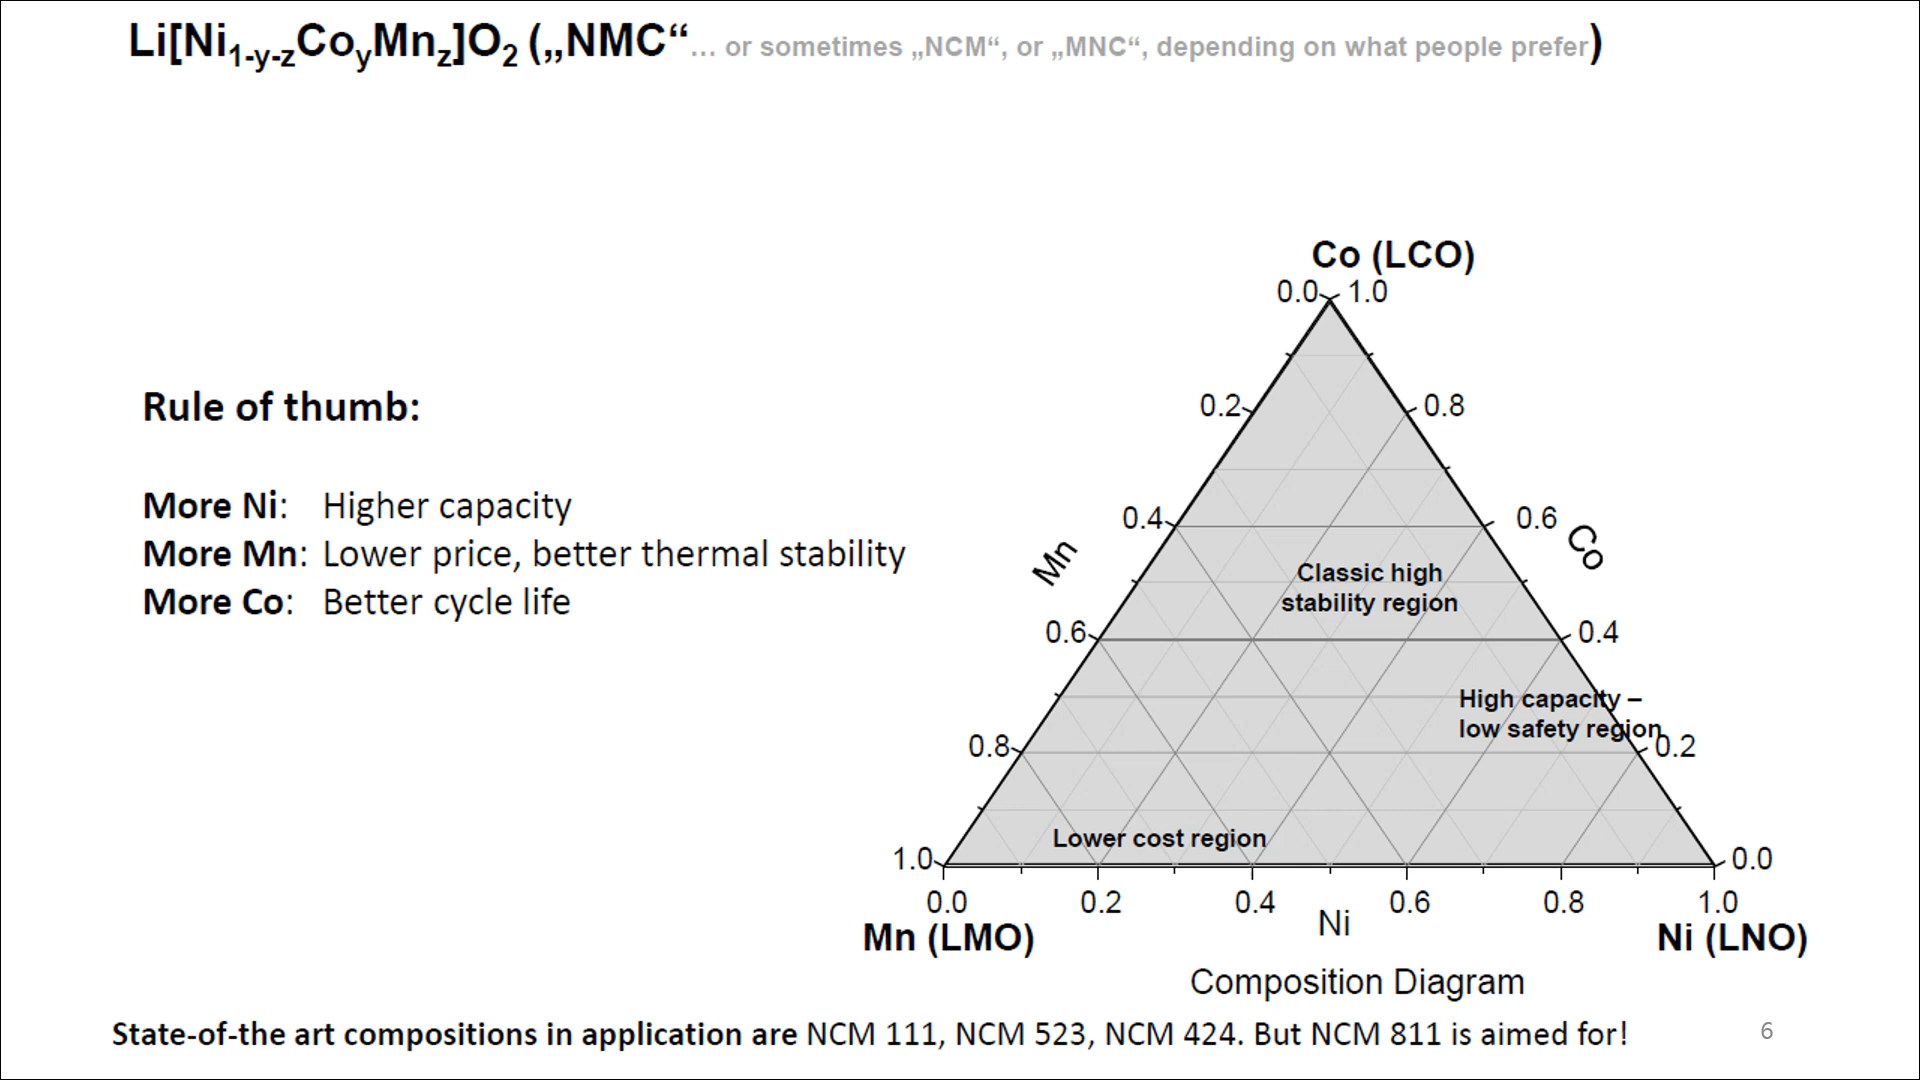 Li[Ni1-y-zCoyMnz]O2 („NMC“... or sometimes „NCM“, or „MNC“, depending on what people prefer)
Co (LCO)
0.0 1.0
Rule of thumb:
0.2 0.8
More Ni: Higher capacity
0.4 0.6
Mn Co
More Mn: Lower price, better thermal stability
Classic high
stability region
More Co: Better cycle life
0.6 0.4
High capacity –
low safety region
0.8 0.2
Lower cost region
1.0 0.0
0.0 0.2 0.4 0.6 0.8 1.0
Ni
Mn (LMO) Ni (LNO)
Composition Diagram
State-of-the art compositions in application are NCM 111, NCM 523, NCM 424. But NCM 811 is aimed for!
6